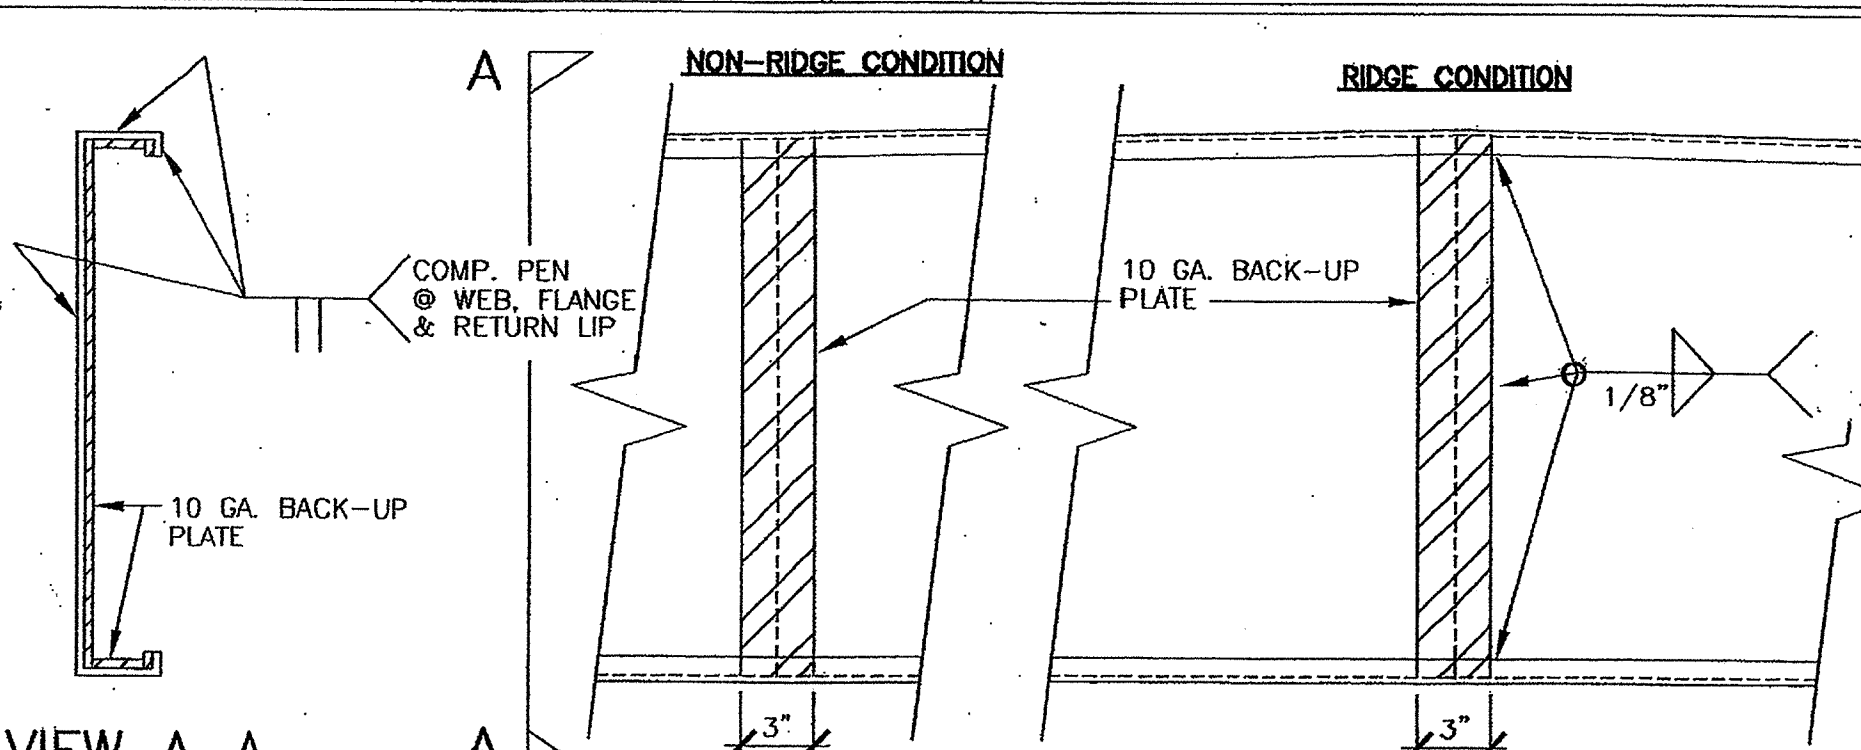 A
NON-RIDGE CONDITION
RIDGE CONDITION
COMP. PEN
@ WEB, FLANGE
& RETURN LIP
10 GA. BACK-UP
PLATE
1/8"
10 GA. BACK-UP
PLATE
3"
3"
VIEW A-A
A